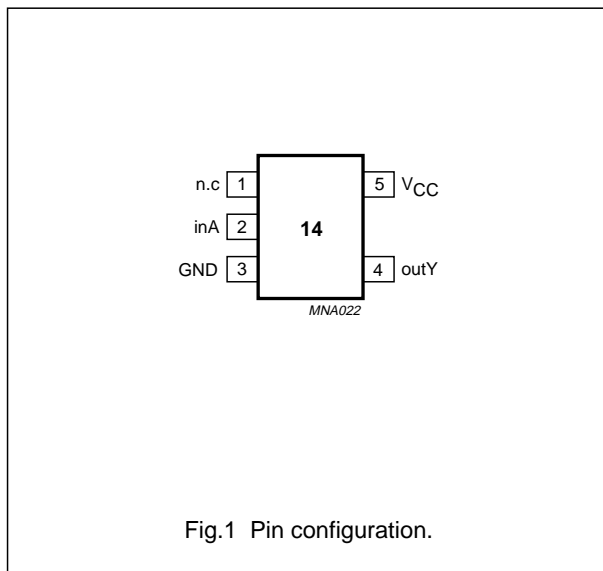 n.c 1 5 VCC
inA 2 14
GND 3 4 outY
MNA022
Fig.1 Pin configuration.